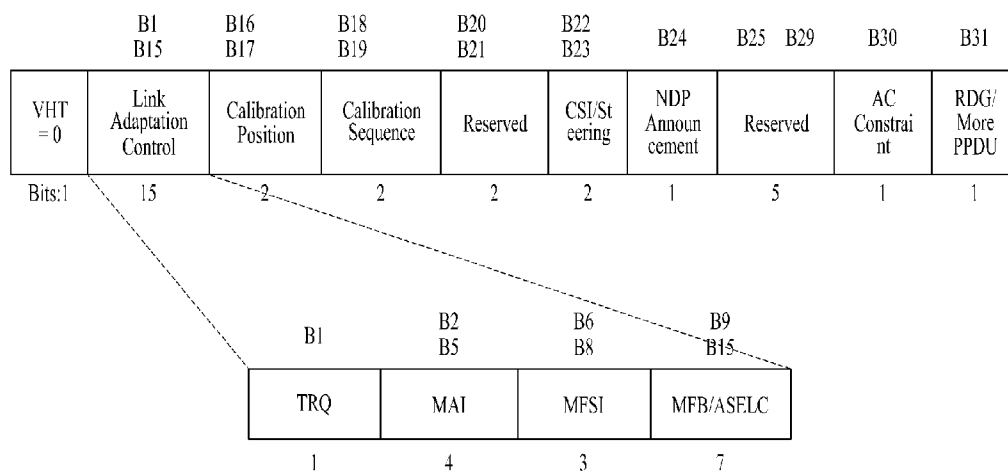 B1 B16 B18 B20 B22 B24 B25 B29 B30 B31
B15 B17 B19 B21 B23
VHT = 0
Link Adaptation Control
Calibration Position
Calibration Sequence
Reserved
CSI/St eering
NDP Announ cement
Reserved
AC Constrai nt
RDG/ More PPDU
Bits:1 15 2 2 2 2 1 5 1 1
B1 B2 B6 B9
B5 B8 B15
TRQ MAI MFSI MFB/ASELC
1 4 3 7